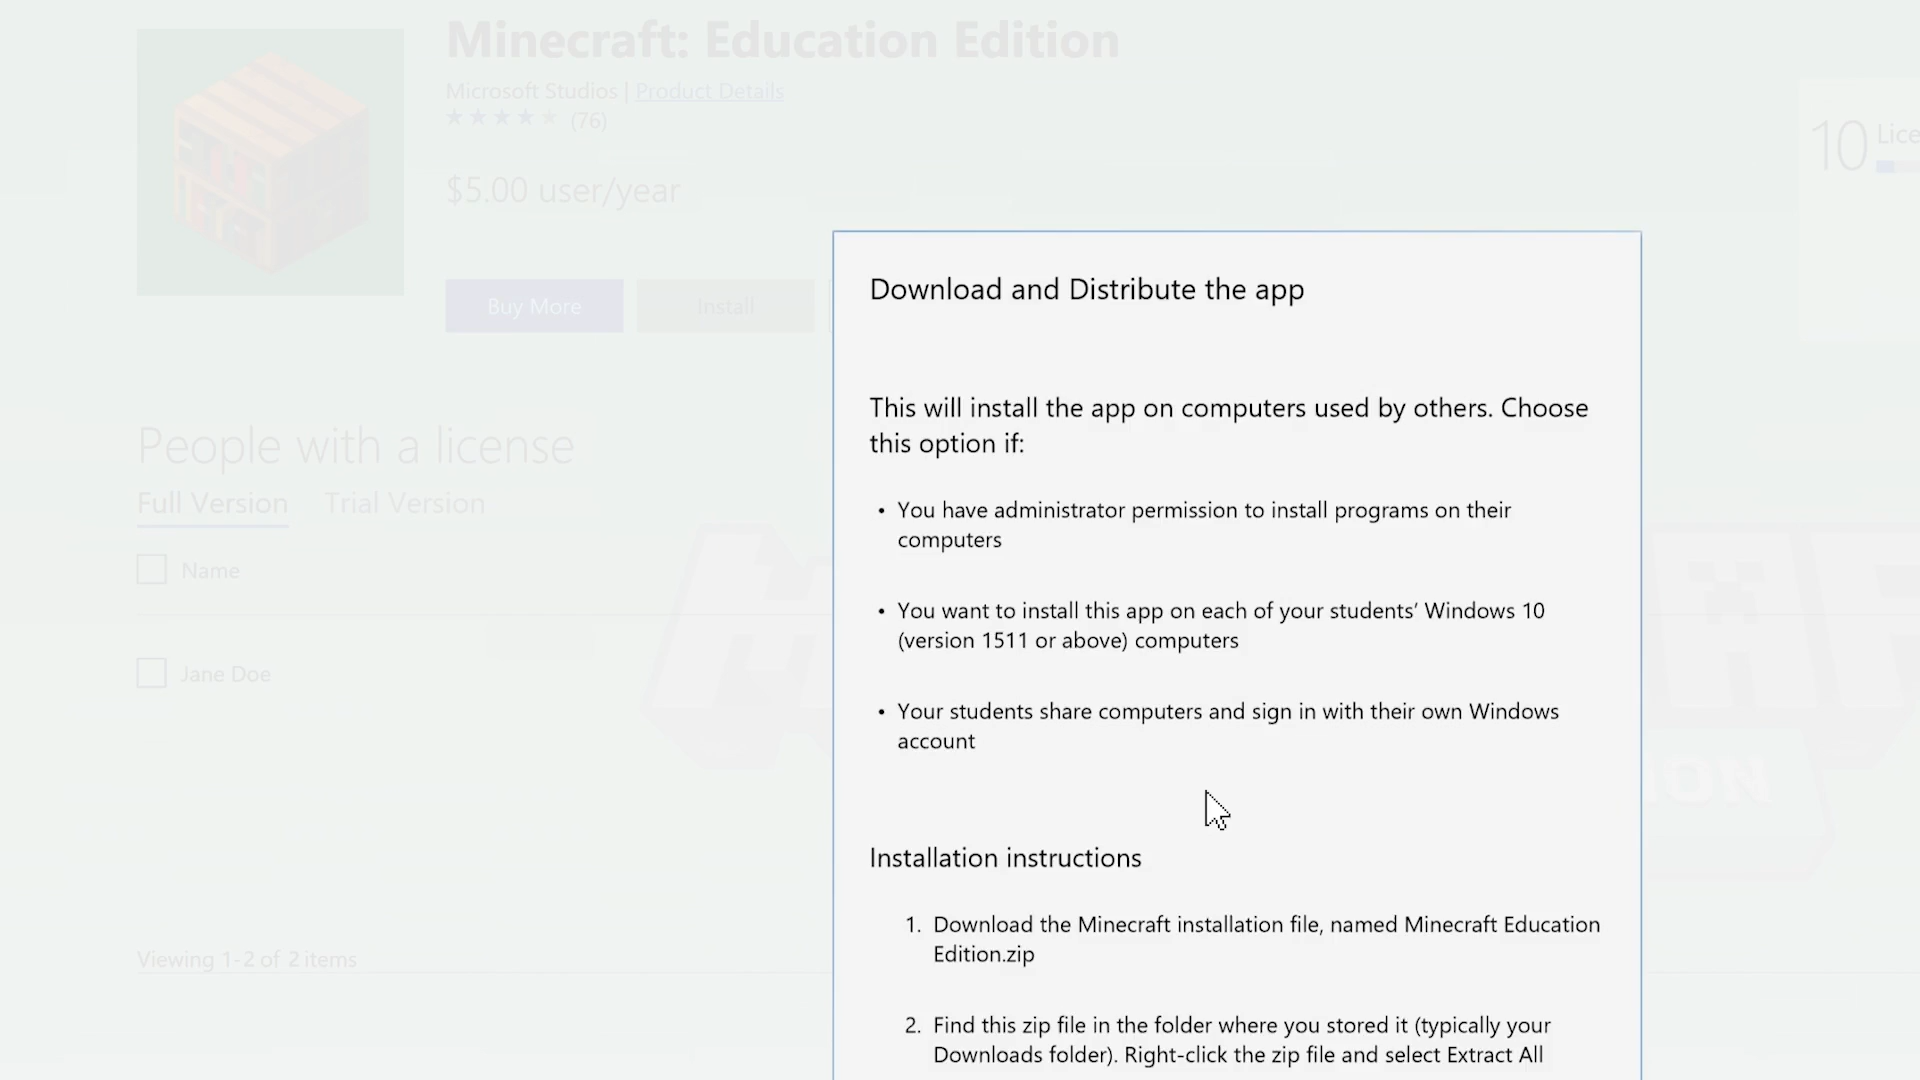 Minecraft: Education Edition
Microsoft Studios | Product Details
(76)
$5.00 user/year
10
Buy More
Install
Download and Distribute the app
This will install the app on computers used by others. Choose
this option if:
• You have administrator permission to install programs on their
computers
• You want to install this app on each of your students’ Windows 10
(version 1511 or above) computers
• Your students share computers and sign in with their own Windows
account
Installation instructions
1. Download the Minecraft installation file, named Minecraft Education
Edition.zip
2. Find this zip file in the folder where you stored it (typically your
Downloads folder). Right-click the zip file and select Extract All
People with a license
Full Version
Trial Version
Name
Jane Doe
Viewing 1-2 of 2 items